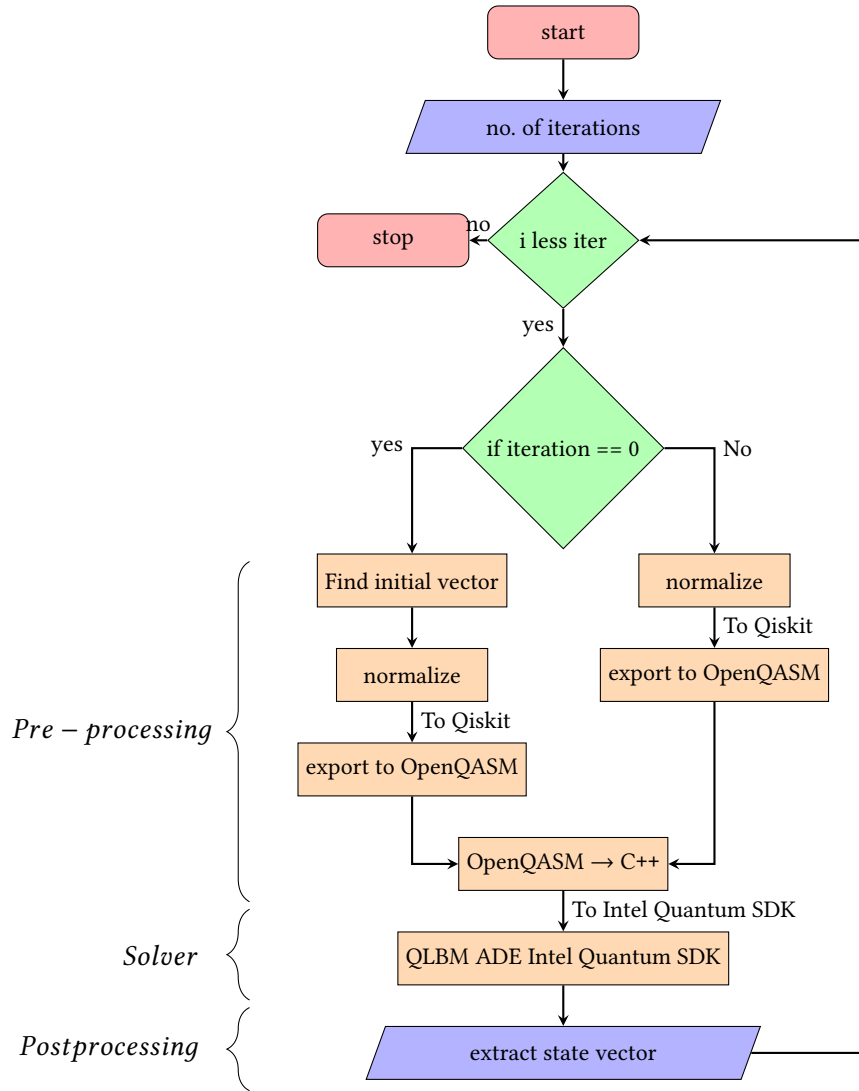 start
no. of iterations
stop
no
i less iter
yes
yes
if iteration == 0
No
Find initial vector
normalize
To Qiskit
normalize
export to OpenQASM
Pre − processing
To Qiskit
export to OpenQASM
OpenQASM → C++
To Intel Quantum SDK
Solver
QLBM ADE Intel Quantum SDK
Postprocessing
extract state vector